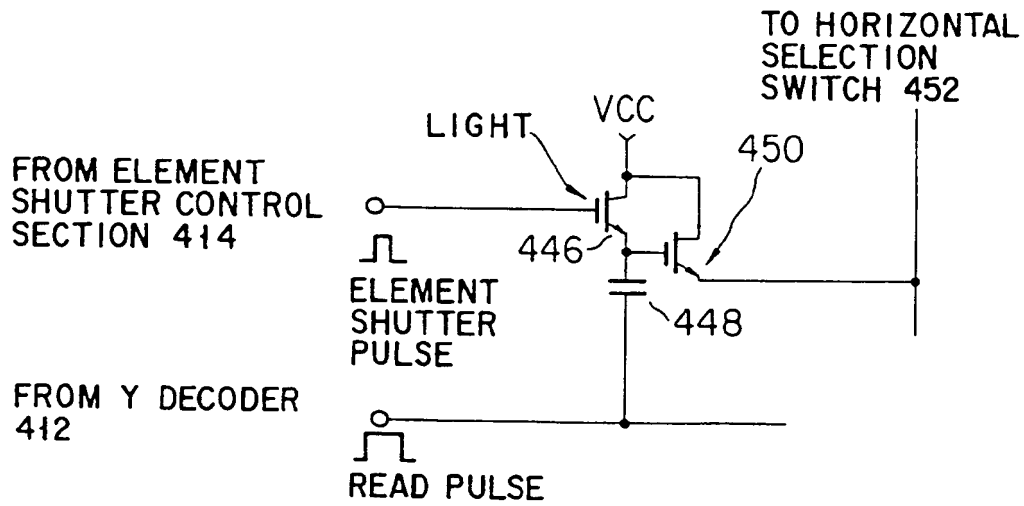 TO HORIZONTAL
SELECTION
SWITCH 452
VCC
LIGHT
450
FROM ELEMENT
SHUTTER CONTROL
SECTION 414
446
ELEMENT
SHUTTER
PULSE
448
FROM Y DECODER
412
READ PULSE